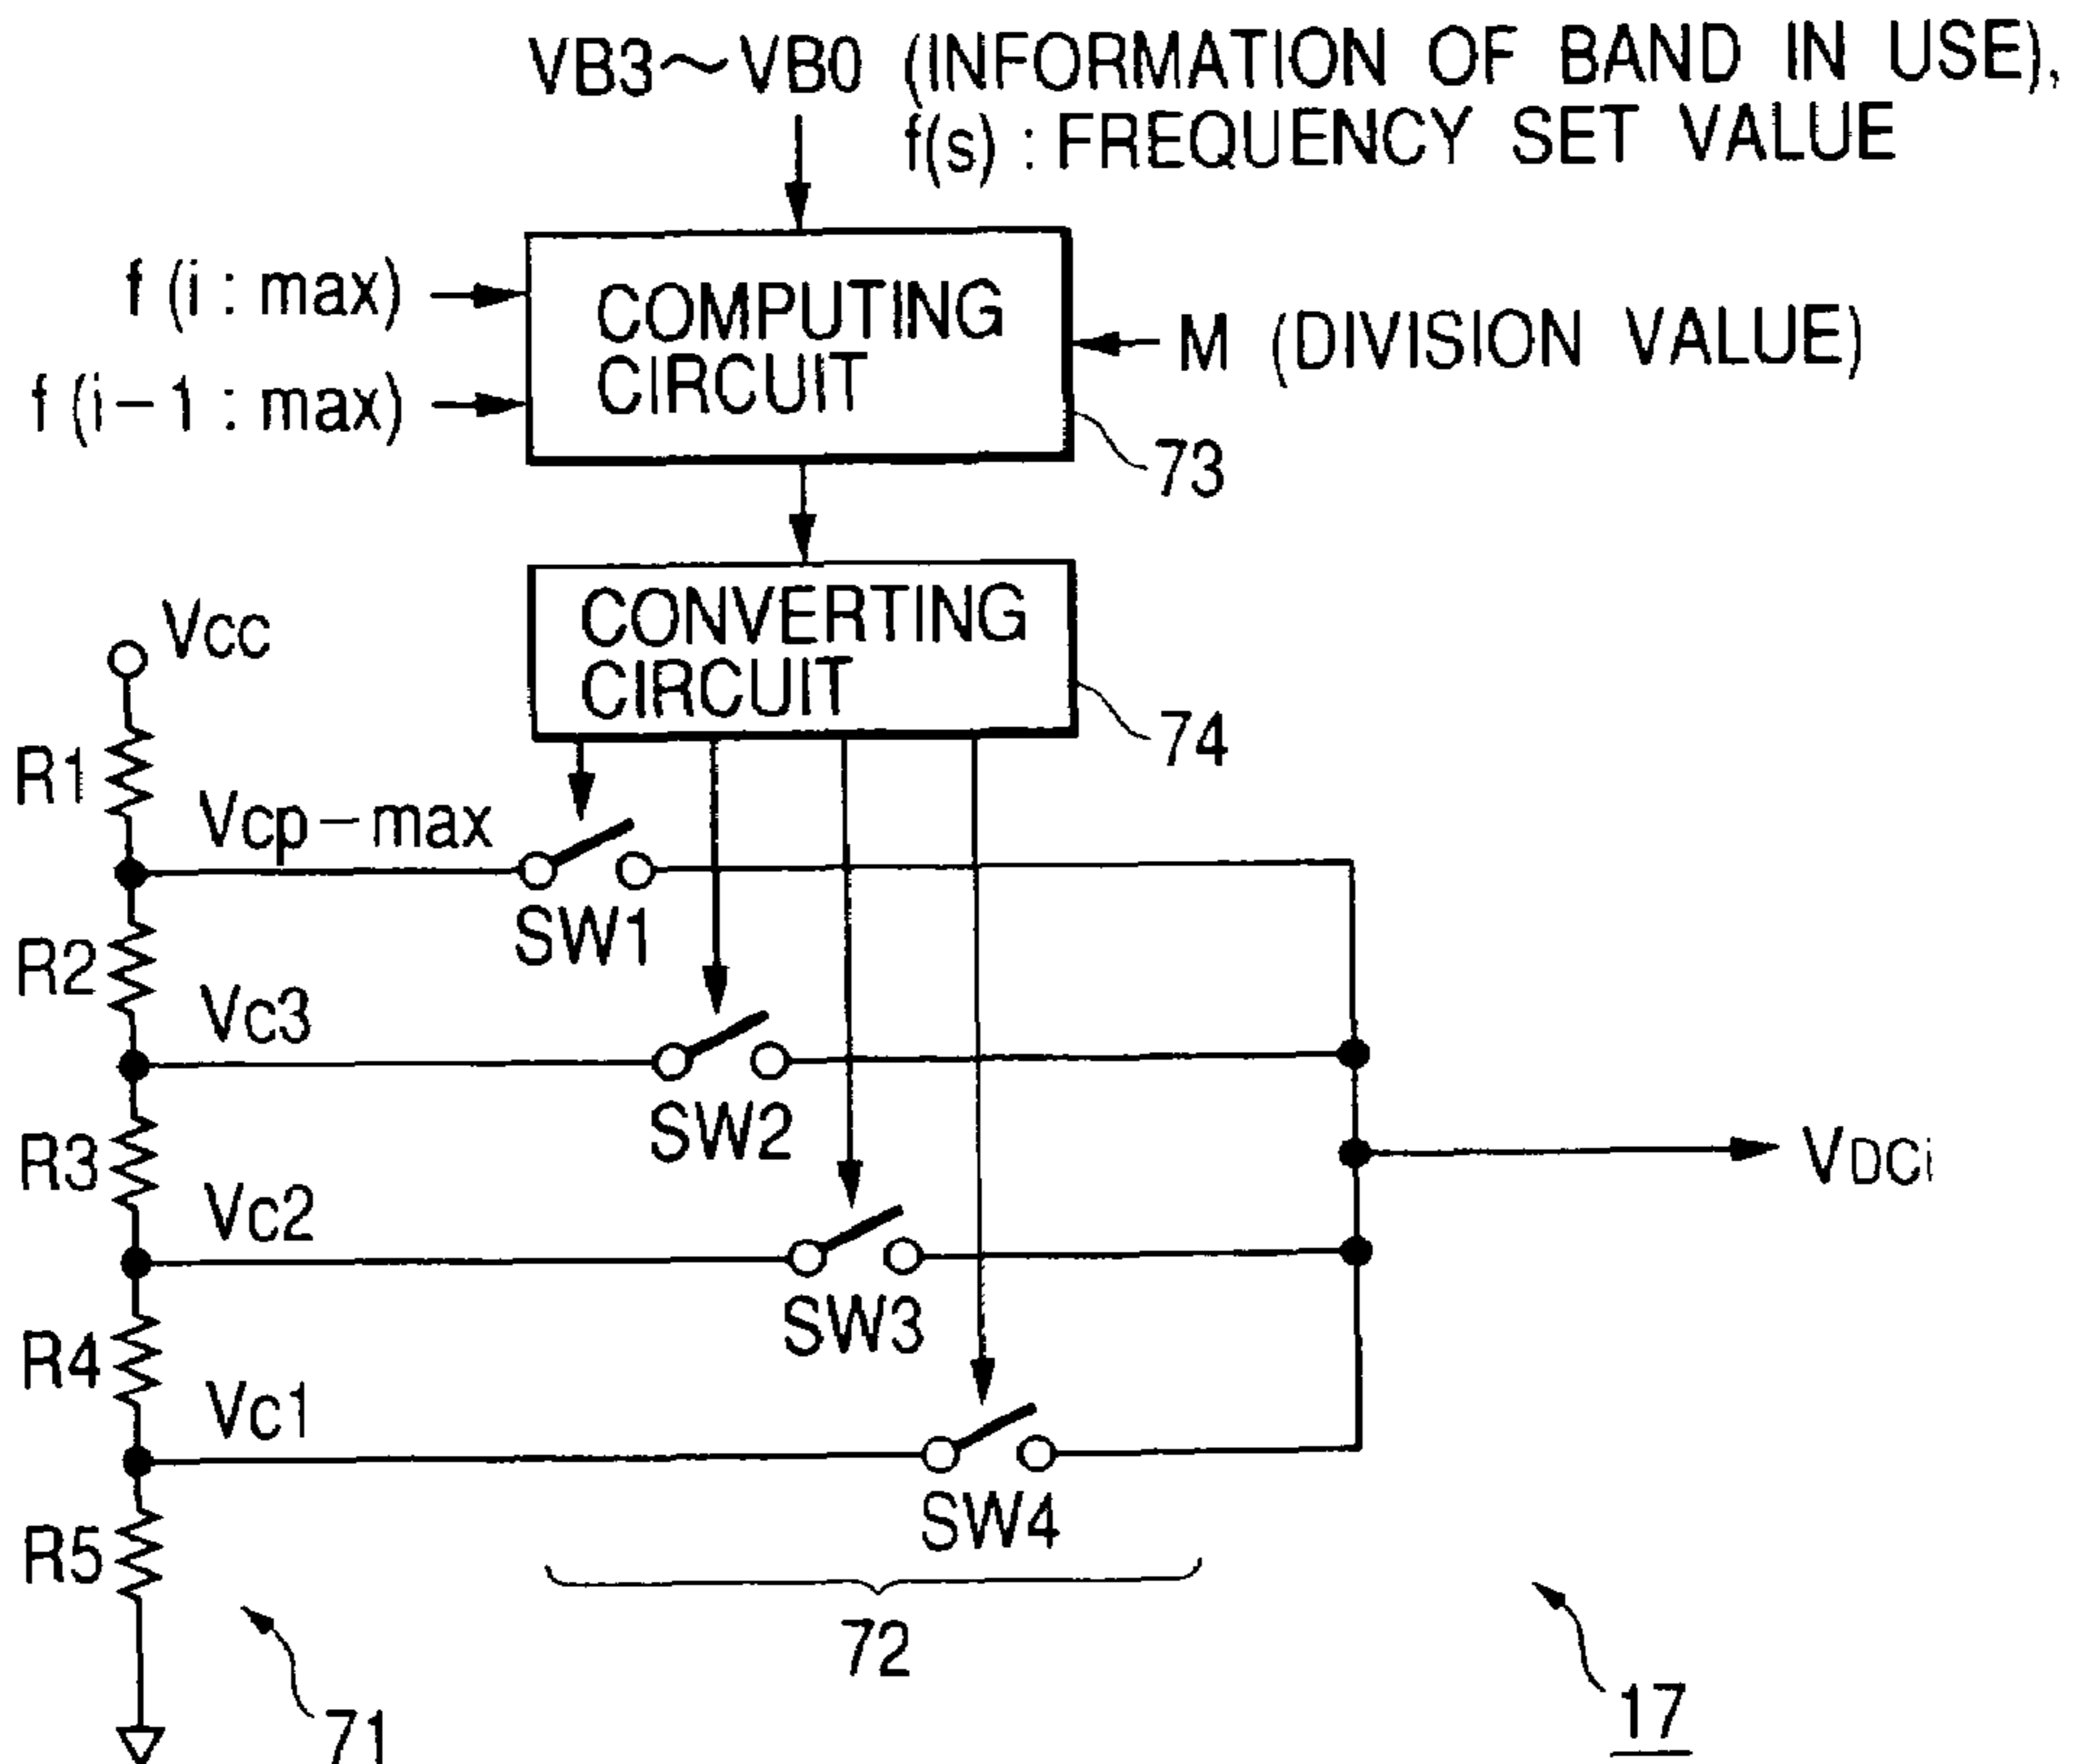 VB3～VB0 (INFORMATION OF BAND IN USE),
f(s) : FREQUENCY SET VALUE
f (i : max)
COMPUTING
CIRCUIT
M (DIVISION VALUE)
f (i−1 : max)
73
CONVERTING
CIRCUIT
74
Vcc
R1
Vcp−max
SW1
R2
Vc3
SW2
R3
VDCi
Vc2
SW3
R4
Vc1
SW4
R5
72
71
17